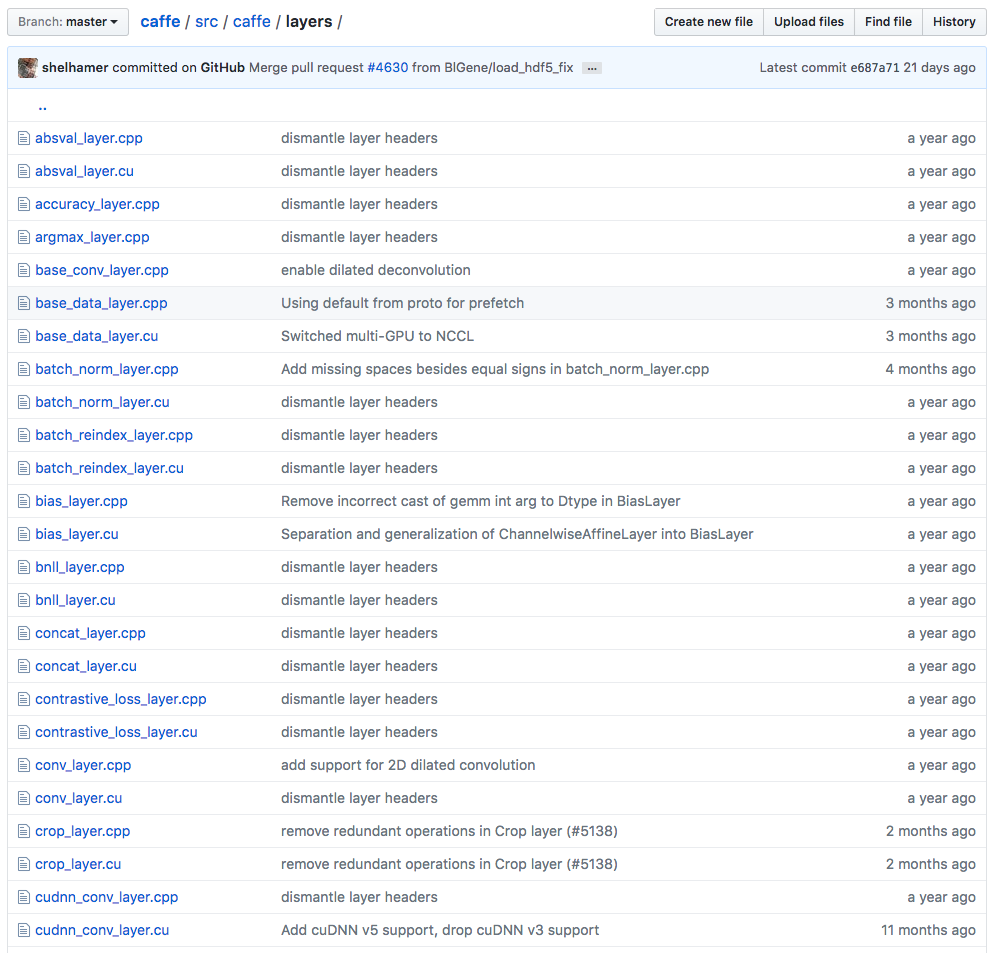 Branch: master caffe / src / caffe / layers / Create new file Upload files Find file History
shelhamer committed on GitHub Merge pull request #4630 from BlGene/load_hdf5_fix ... Latest commit e687a71 21 days ago
..
absval_layer.cpp dismantle layer headers a year ago
absval_layer.cu dismantle layer headers a year ago
accuracy_layer.cpp dismantle layer headers a year ago
argmax_layer.cpp dismantle layer headers a year ago
base_conv_layer.cpp enable dilated deconvolution a year ago
base_data_layer.cpp Using default from proto for prefetch 3 months ago
base_data_layer.cu Switched multi-GPU to NCCL 3 months ago
batch_norm_layer.cpp Add missing spaces besides equal signs in batch_norm_layer.cpp 4 months ago
batch_norm_layer.cu dismantle layer headers a year ago
batch_reindex_layer.cpp dismantle layer headers a year ago
batch_reindex_layer.cu dismantle layer headers a year ago
bias_layer.cpp Remove incorrect cast of gemm int arg to Dtype in BiasLayer a year ago
bias_layer.cu Separation and generalization of ChannelwiseAffineLayer into BiasLayer a year ago
bnll_layer.cpp dismantle layer headers a year ago
bnll_layer.cu dismantle layer headers a year ago
concat_layer.cpp dismantle layer headers a year ago
concat_layer.cu dismantle layer headers a year ago
contrastive_loss_layer.cpp dismantle layer headers a year ago
contrastive_loss_layer.cu dismantle layer headers a year ago
conv_layer.cpp add support for 2D dilated convolution a year ago
conv_layer.cu dismantle layer headers a year ago
crop_layer.cpp remove redundant operations in Crop layer (#5138) 2 months ago
crop_layer.cu remove redundant operations in Crop layer (#5138) 2 months ago
cudnn_conv_layer.cpp dismantle layer headers a year ago
cudnn_conv_layer.cu Add cuDNN v5 support, drop cuDNN v3 support 11 months ago